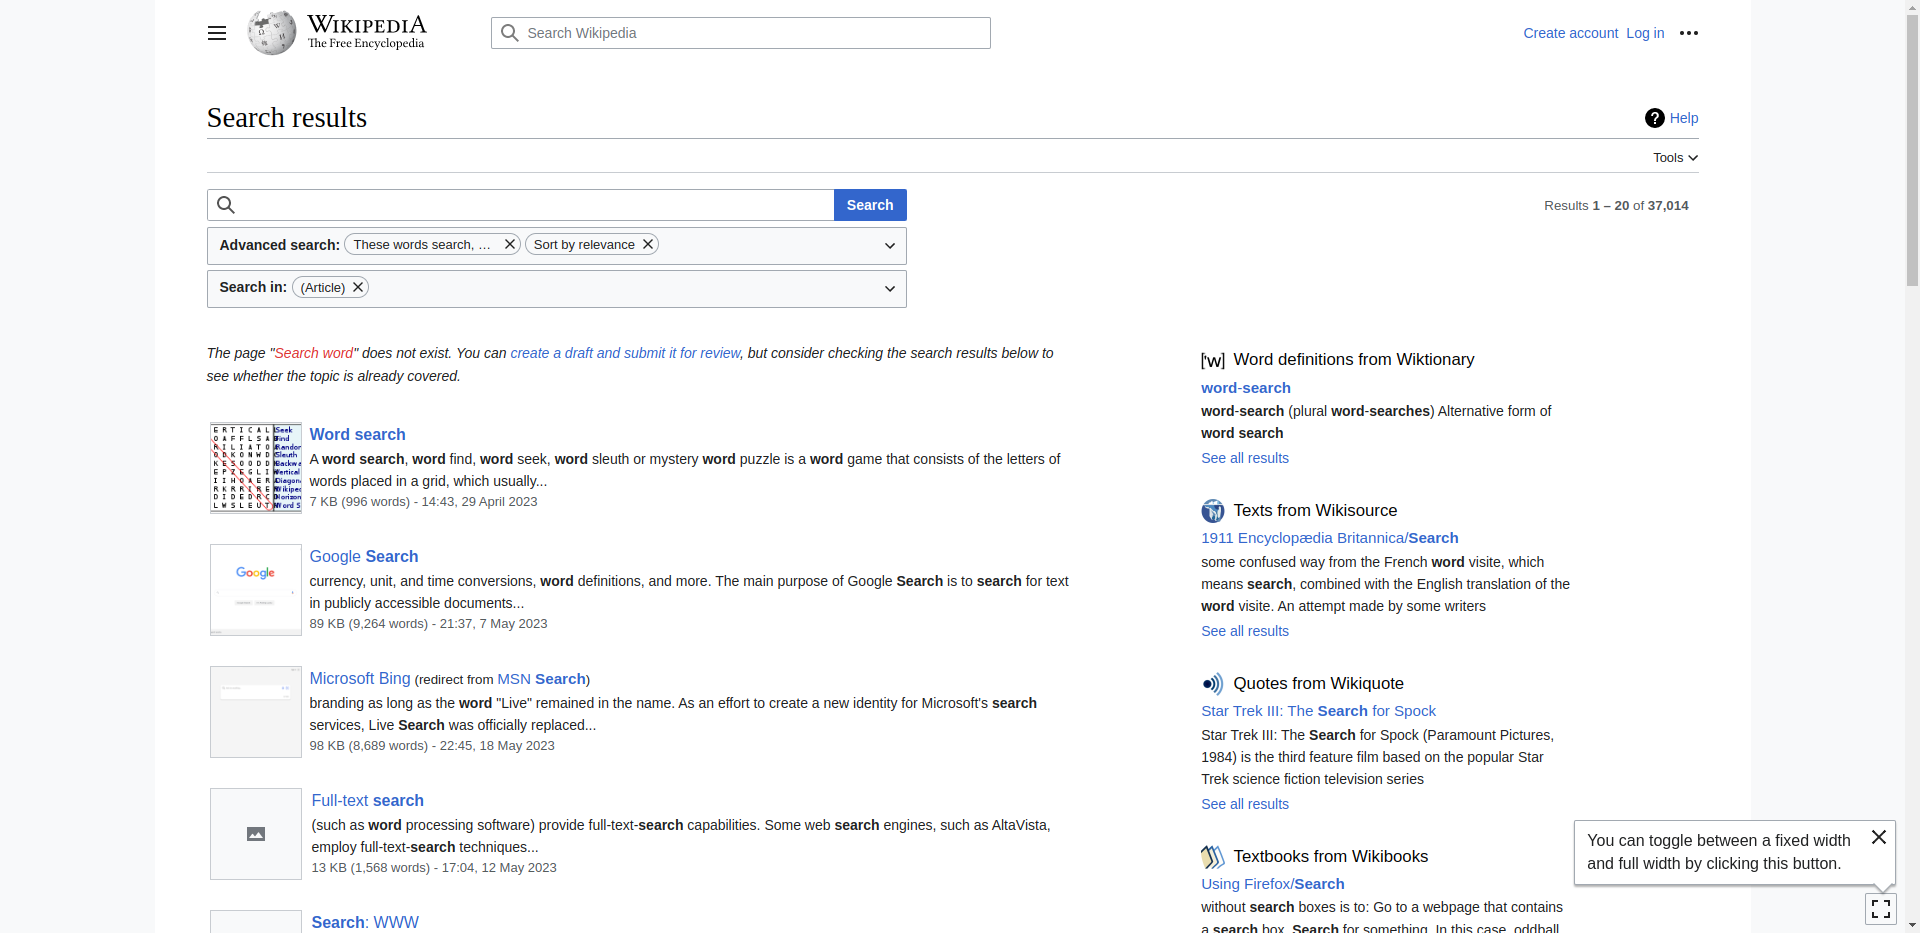 WIKIPEDIA
The Free Encyclopedia
Search Wikipedia
Create account Log in
Search results
Help
Tools
Search
Results 1 – 20 of 37,014
Advanced search: These words search, … Sort by relevance
Search in: (Article)
The page "Search word" does not exist. You can create a draft and submit it for review, but consider checking the search results below to
see whether the topic is already covered.
Word search
A word search, word find, word seek, word sleuth or mystery word puzzle is a word game that consists of the letters of
words placed in a grid, which usually...
7 KB (996 words) - 14:43, 29 April 2023
Google
Google Search
currency, unit, and time conversions, word definitions, and more. The main purpose of Google Search is to search for text
in publicly accessible documents...
89 KB (9,264 words) - 21:37, 7 May 2023
Microsoft Bing (redirect from MSN Search)
branding as long as the word "Live" remained in the name. As an effort to create a new identity for Microsoft's search
services, Live Search was officially replaced...
98 KB (8,689 words) - 22:45, 18 May 2023
Full-text search
(such as word processing software) provide full-text-search capabilities. Some web search engines, such as AltaVista,
employ full-text-search techniques...
13 KB (1,568 words) - 17:04, 12 May 2023
Search: WWW
['w] Word definitions from Wiktionary
word-search
word-search (plural word-searches) Alternative form of
word search
See all results
Texts from Wikisource
1911 Encyclopædia Britannica/Search
some confused way from the French word visite, which
means search, combined with the English translation of the
word visite. An attempt made by some writers
See all results
Quotes from Wikiquote
Star Trek III: The Search for Spock
Star Trek III: The Search for Spock (Paramount Pictures,
1984) is the third feature film based on the popular Star
Trek science fiction television series
See all results
Textbooks from Wikibooks
Using Firefox/Search
without search boxes is to: Go to a webpage that contains
a search box. Search for something. In this case, oddball
You can toggle between a fixed width
and full width by clicking this button.